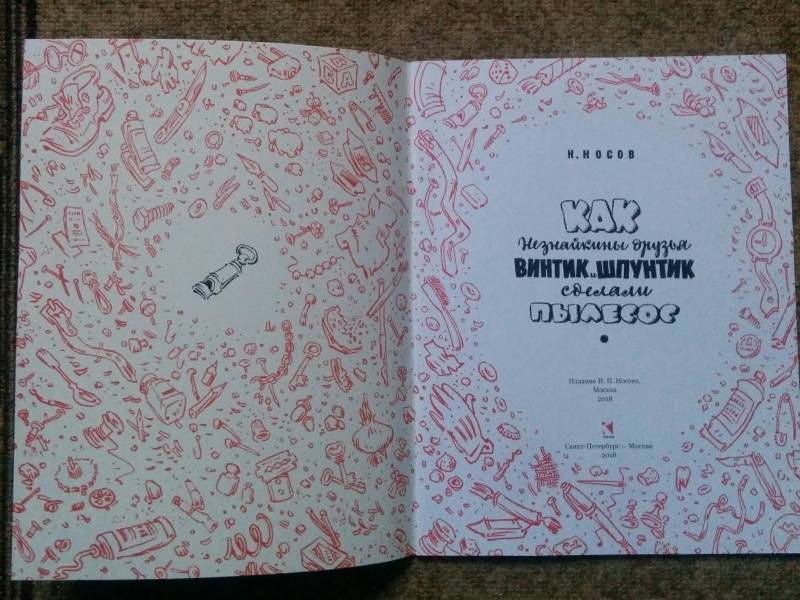 Н. НОСОВ
КАК
Незнайкины друзья
ВИНТИК и ШПУНТИК
сделали
ПЫЛЕСОС
Издание И. П. Носова,
Москва
2018
Санкт-Петербург – Москва
2018